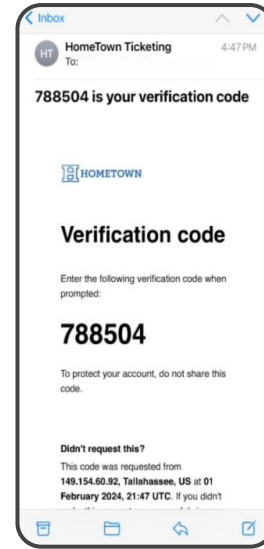 Inbox
HT
HomeTown Ticketing
4:47 PM
To:
788504 is your verification code
H HOMETOWN
Verification code
Enter the following verification code when
prompted:
788504
To protect your account, do not share this
code.
Didn't request this?
This code was requested from
149.154.60.92, Tallahassee, US at 01
February 2024, 21:47 UTC. If you didn't